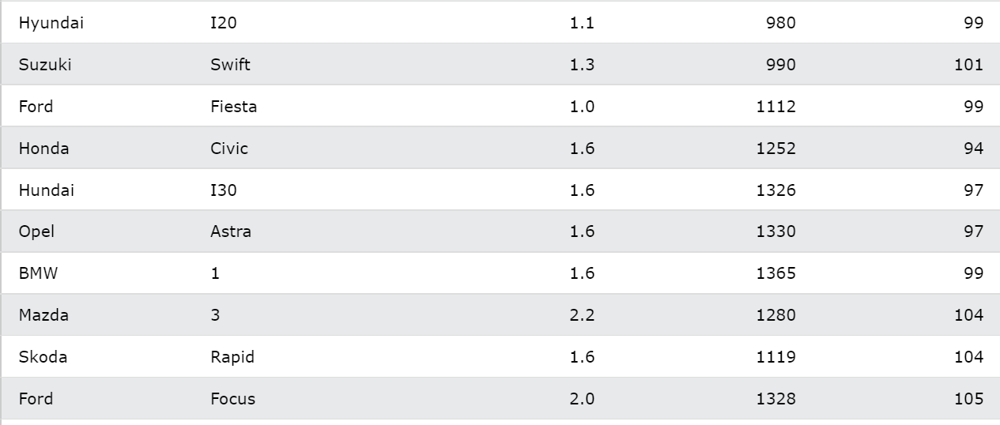 Hyundai I20 1.1 980 99
Suzuki Swift 1.3 990 101
Ford Fiesta 1.0 1112 99
Honda Civic 1.6 1252 94
Hundai I30 1.6 1326 97
Opel Astra 1.6 1330 97
BMW 1 1.6 1365 99
Mazda 3 2.2 1280 104
Skoda Rapid 1.6 1119 104
Ford Focus 2.0 1328 105